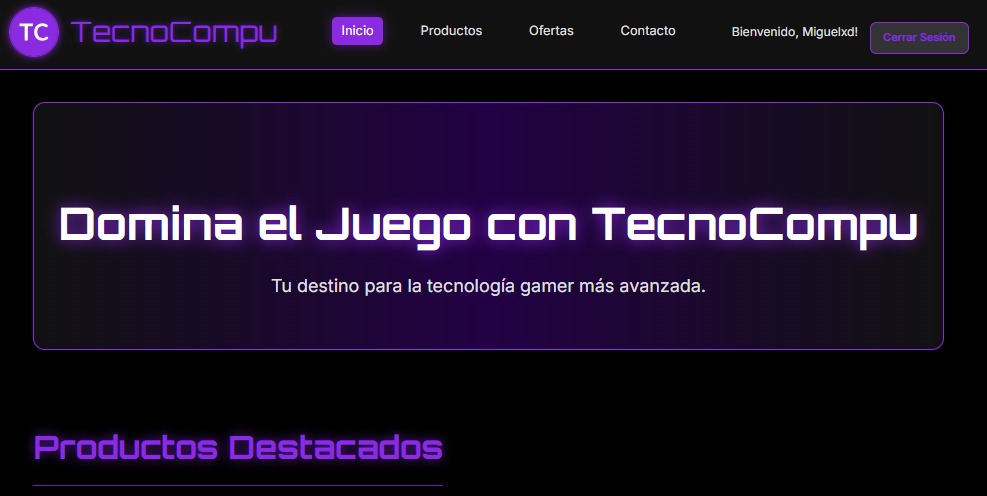 TC TecnoCompu Inicio Productos Ofertas Contacto Bienvenido, Miguelxd! Cerrar Sesión
Domina el Juego con TecnoCompu
Tu destino para la tecnología gamer más avanzada.
Productos Destacados